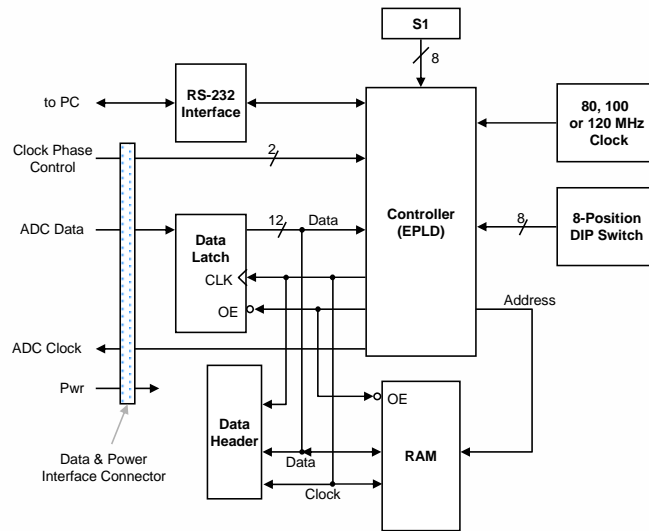 S1
8
to PC
RS-232
Interface
80, 100
or 120 MHz
Clock
Clock Phase
Control
2
ADC Data
12
Data
Controller
(EPLD)
8
8-Position
DIP Switch
Data
Latch
CLK
OE
Address
ADC Clock
Pwr
OE
Data
Header
Data
RAM
Data & Power
Interface Connector
Clock